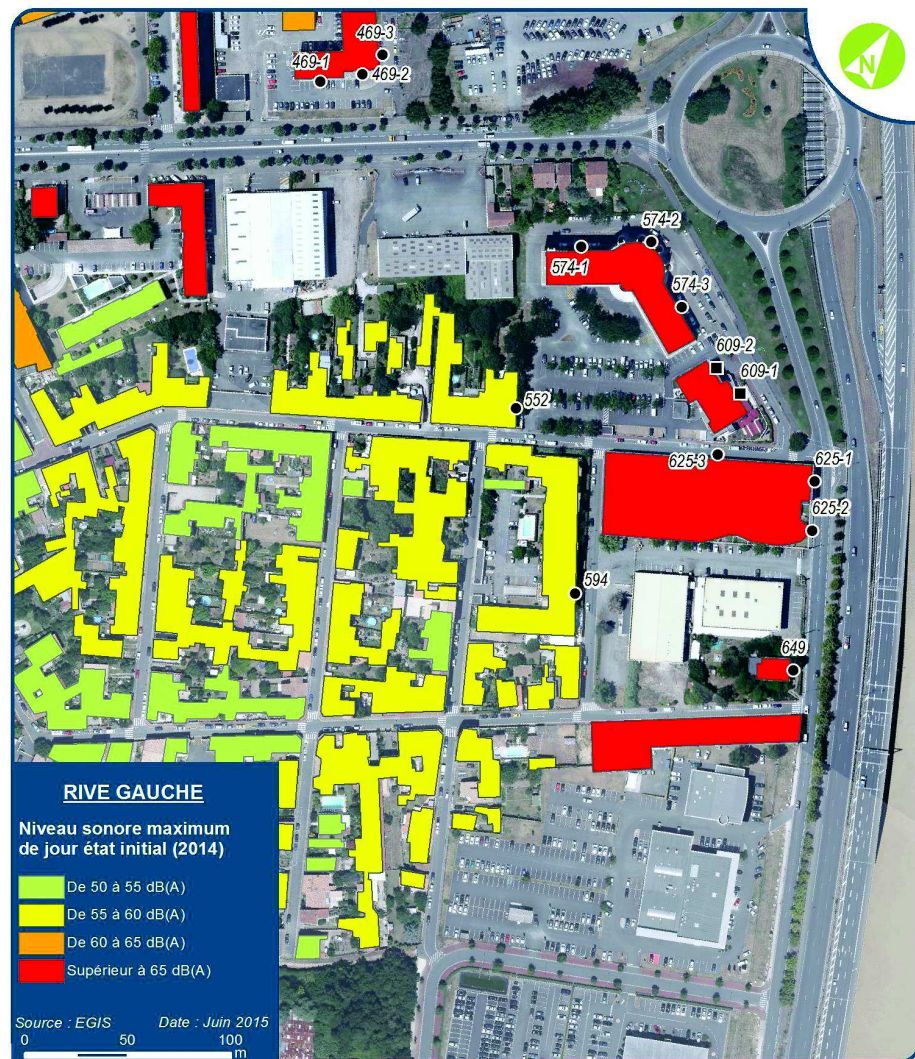 469-3
469-1
469-2
574-2
574-1
574-3
609-2
609-1
552
625-3
625-1
625-2
594
649
RIVE GAUCHE
Niveau sonore maximum
de jour état initial (2014)
De 50 à 55 dB(A)
De 55 à 60 dB(A)
De 60 à 65 dB(A)
Supérieur à 65 dB(A)
Source : EGIS Date : Juin 2015
0 50 100
m